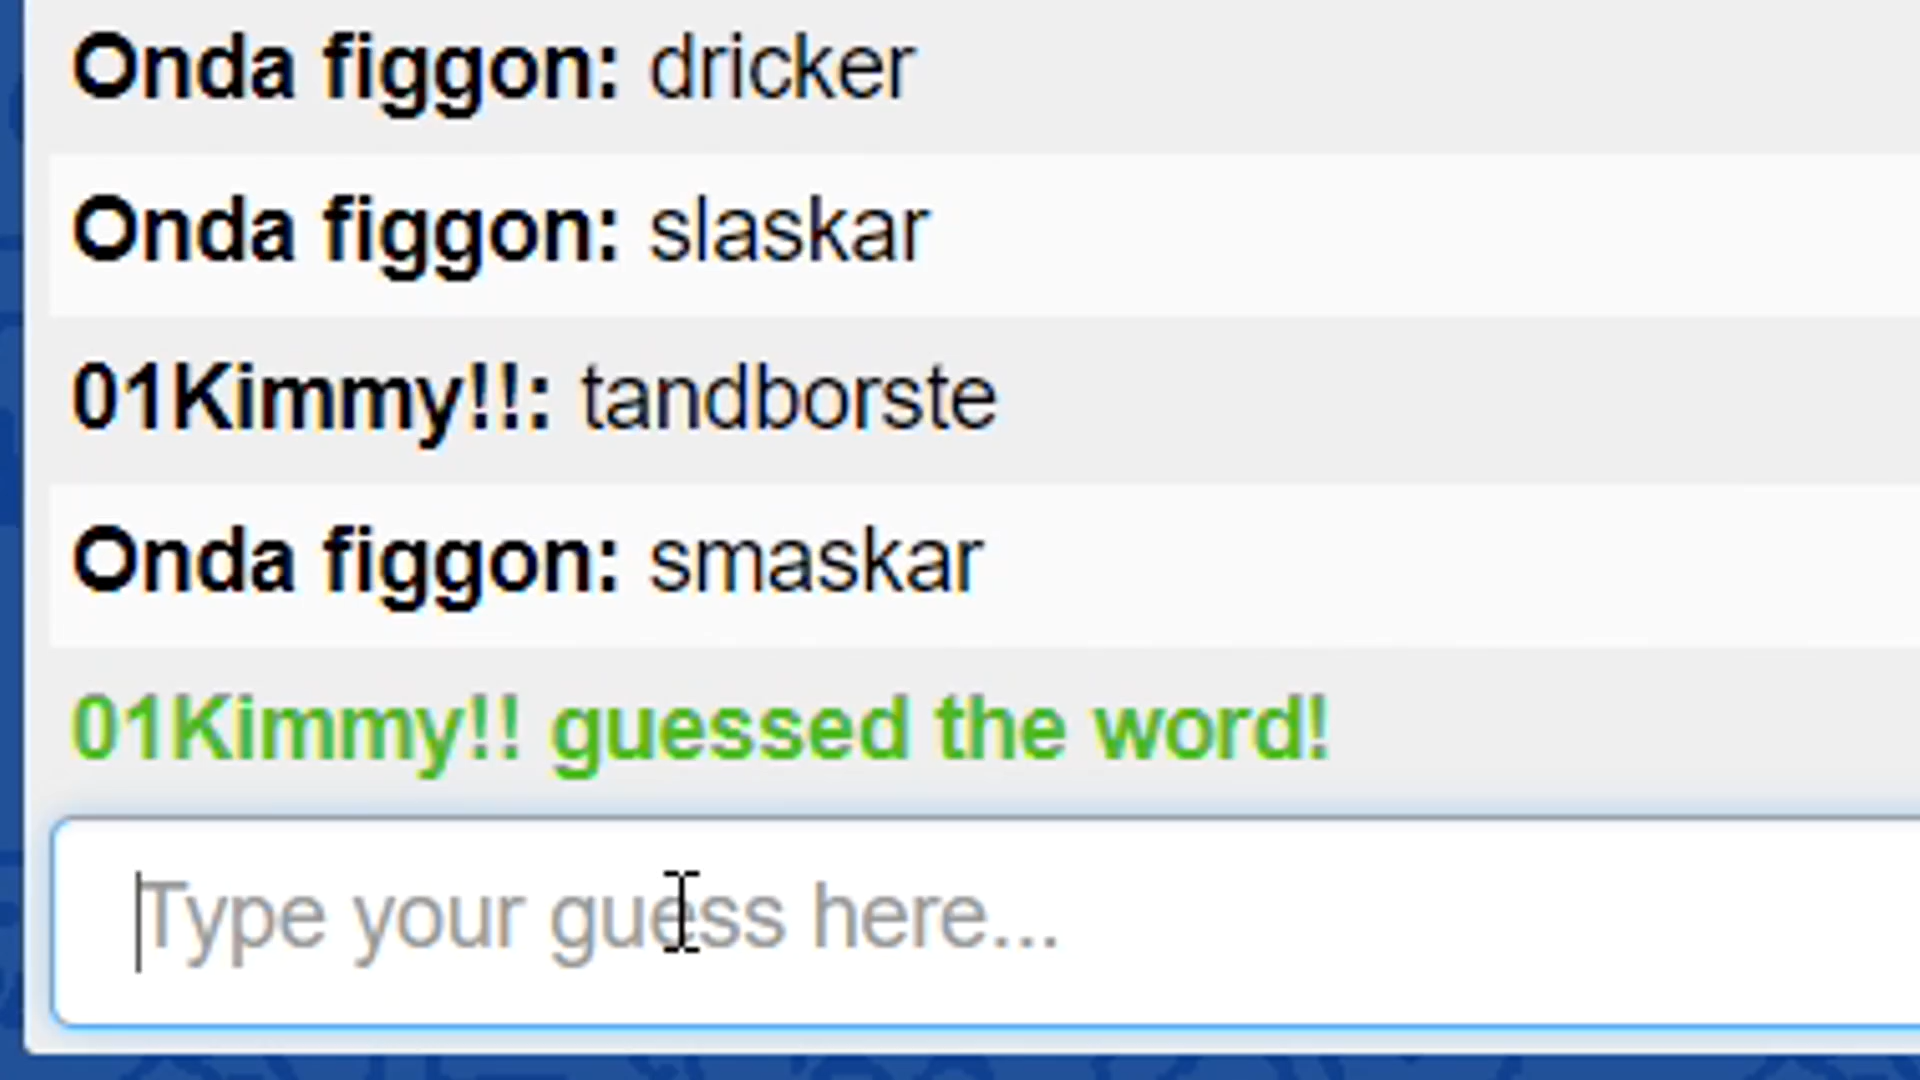 Onda figgon: dricker
Onda figgon: slaskar
01Kimmy!!: tandborste
Onda figgon: smaskar
01Kimmy!! guessed the word!
Type your guess here...